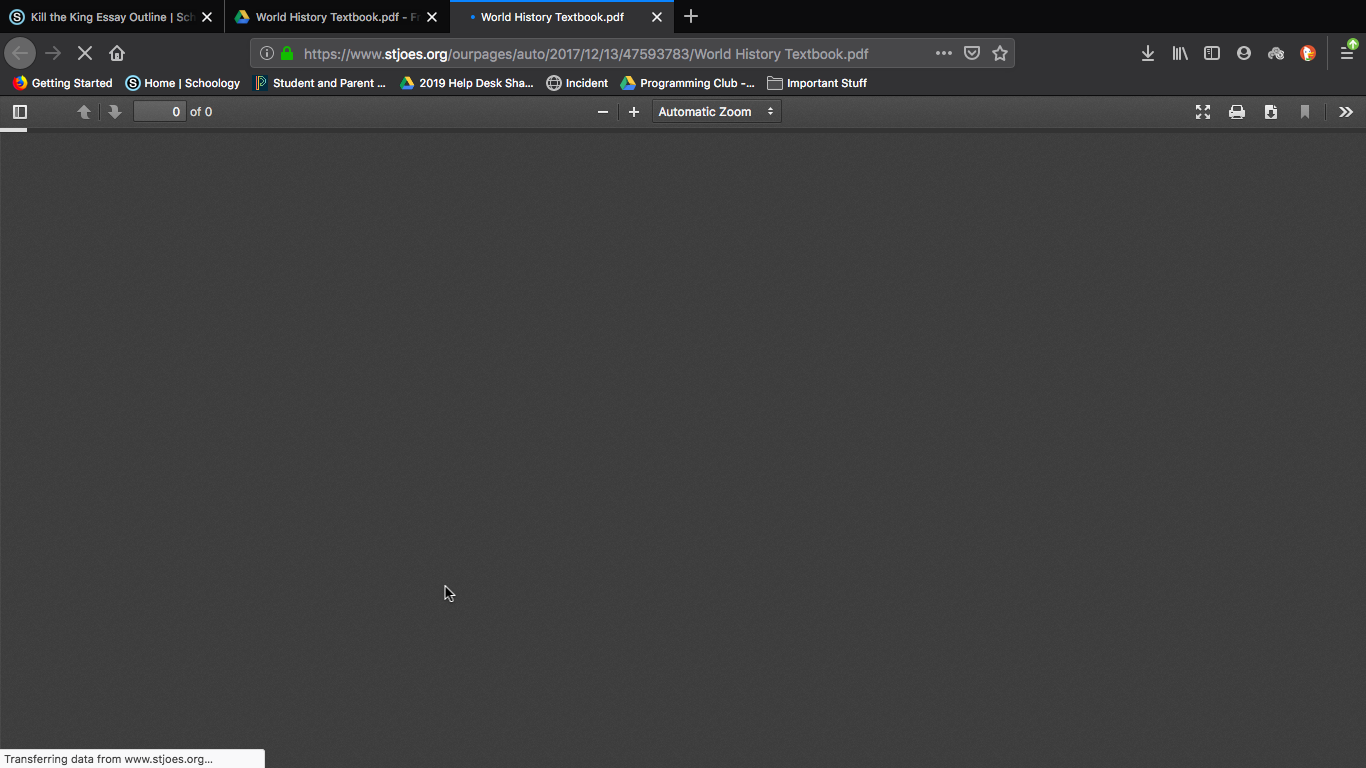 Kill the King Essay Outline | Sch
World History Textbook.pdf - Fr
World History Textbook.pdf
https://www.stjoes.org/ourpages/auto/2017/12/13/47593783/World History Textbook.pdf
Getting Started
Home | Schoology
Student and Parent ...
2019 Help Desk Sha...
Incident
Programming Club -...
Important Stuff
0 of 0
Automatic Zoom
Transferring data from www.stjoes.org...